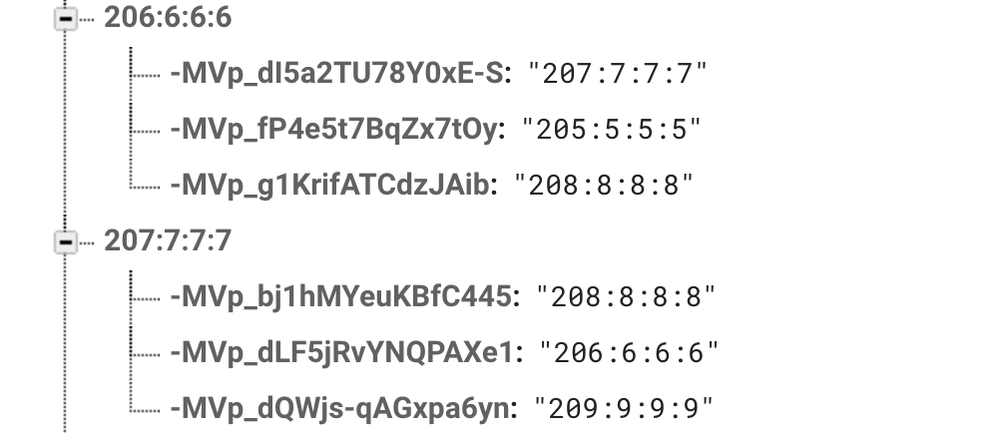 206:6:6:6
-MVp_dI5a2TU78Y0xE-S: "207:7:7:7"
-MVp_fP4e5t7BqZx7tOy: "205:5:5:5"
-MVp_g1KrifATCdzJAib: "208:8:8:8"
207:7:7:7
-MVp_bj1hMYeuKBfC445: "208:8:8:8"
-MVp_dLF5jRvYNQPAXe1: "206:6:6:6"
-MVp_dQWjs-qAGxpa6yn: "209:9:9:9"